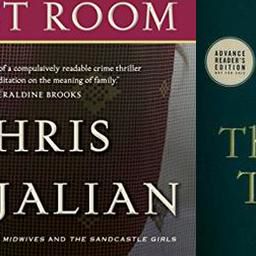 T ROOM
of a compulsively readable crime thriller
ditation on the meaning of family."
ERALDINE BROOKS
HRIS
JALIAN
MIDWIVES AND THE SANDCASTLE GIRLS
ADVANCE
READER'S
EDITION
NOT FOR SALE
T
T